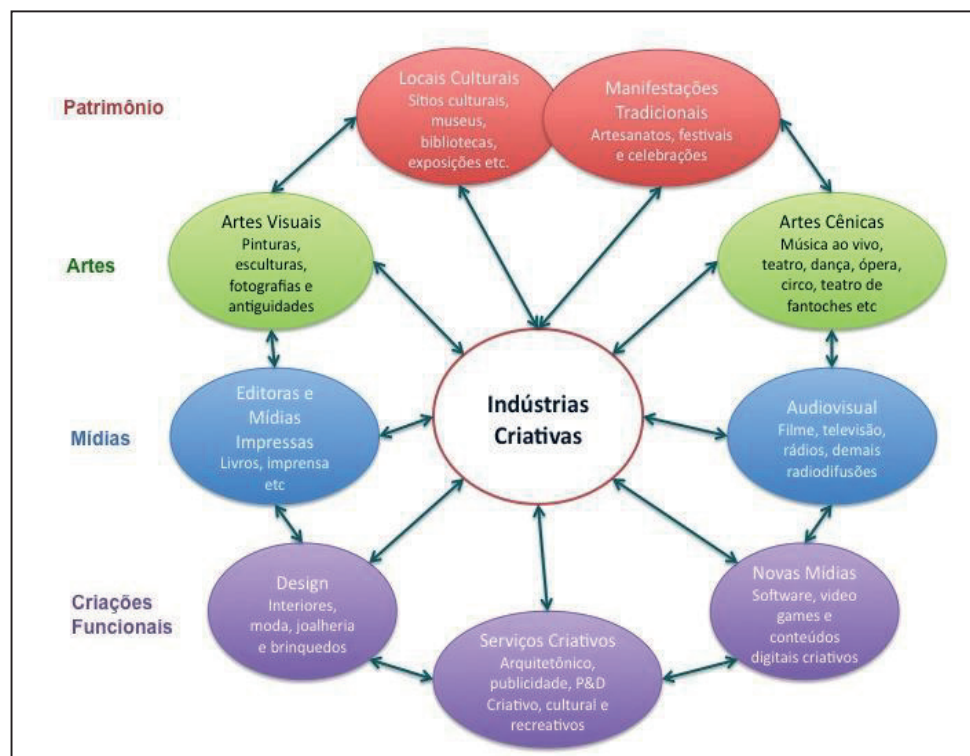 Patrimônio
Locais Culturais
Sítios culturais,
museus,
bibliotecas,
exposições etc.
Manifestações
Tradicionais
Artesanatos, festivais
e celebrações
Artes
Artes Visuais
Pinturas,
esculturas,
fotografias e
antiguidades
Artes Cênicas
Música ao vivo,
teatro, dança, ópera,
circo, teatro de
fantoches etc
Mídias
Editoras e
Mídias
Impressas
Livros, imprensa
etc
Indústrias
Criativas
Audiovisual
Filme, televisão,
rádios, demais
radiodifusões
Criações
Funcionais
Design
Interiores,
moda, joalheria
e brinquedos
Serviços Criativos
Arquitetônico,
publicidade, P&D
Criativo, cultural e
recreativos
Novas Mídias
Software, video
games e
conteúdos
digitais criativos